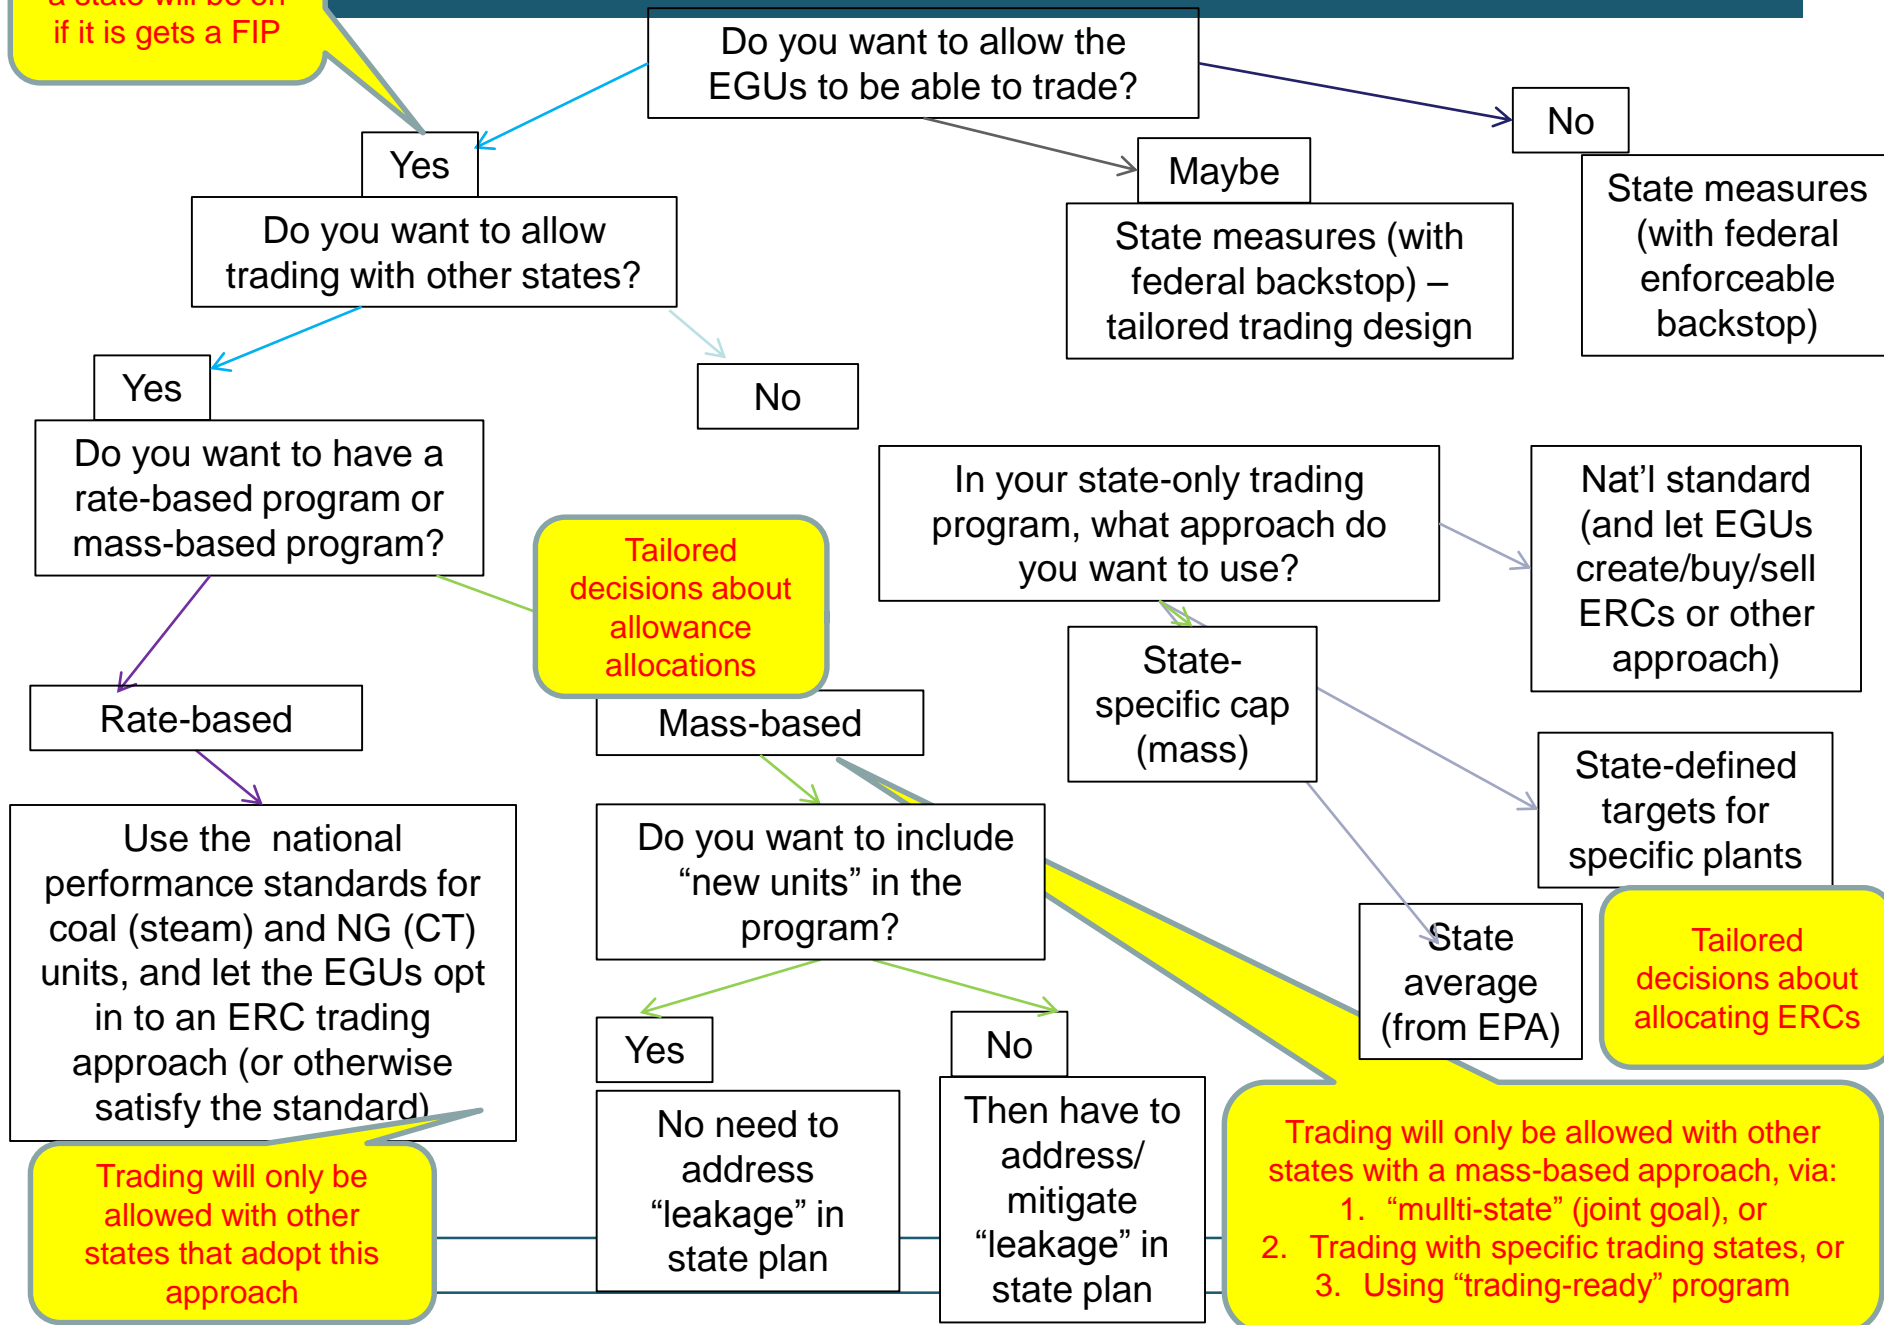 a state will be on
if it is gets a FIP
Do you want to allow the
EGUs to be able to trade?
Yes
Maybe
No
Do you want to allow
trading with other states?
State measures (with
federal backstop) –
tailored trading design
State measures
(with federal
enforceable
backstop)
Yes
No
Do you want to have a
rate-based program or
mass-based program?
Tailored
decisions about
allowance
allocations
In your state-only trading
program, what approach do
you want to use?
Nat’l standard
(and let EGUs
create/buy/sell
ERCs or other
approach)
Rate-based
Mass-based
State-
specific cap
(mass)
State-defined
targets for
specific plants
Use the national
performance standards for
coal (steam) and NG (CT)
units, and let the EGUs opt
in to an ERC trading
approach (or otherwise
satisfy the standard)
Do you want to include
“new units” in the
program?
State
average
(from EPA)
Tailored
decisions about
allocating ERCs
Yes
No
No need to
address
“leakage” in
state plan
Then have to
address/
mitigate
“leakage” in
state plan
Trading will only be
allowed with other
states that adopt this
approach
Trading will only be allowed with other
states with a mass-based approach, via:
1. “mullti-state” (joint goal), or
2. Trading with specific trading states, or
3. Using “trading-ready” program